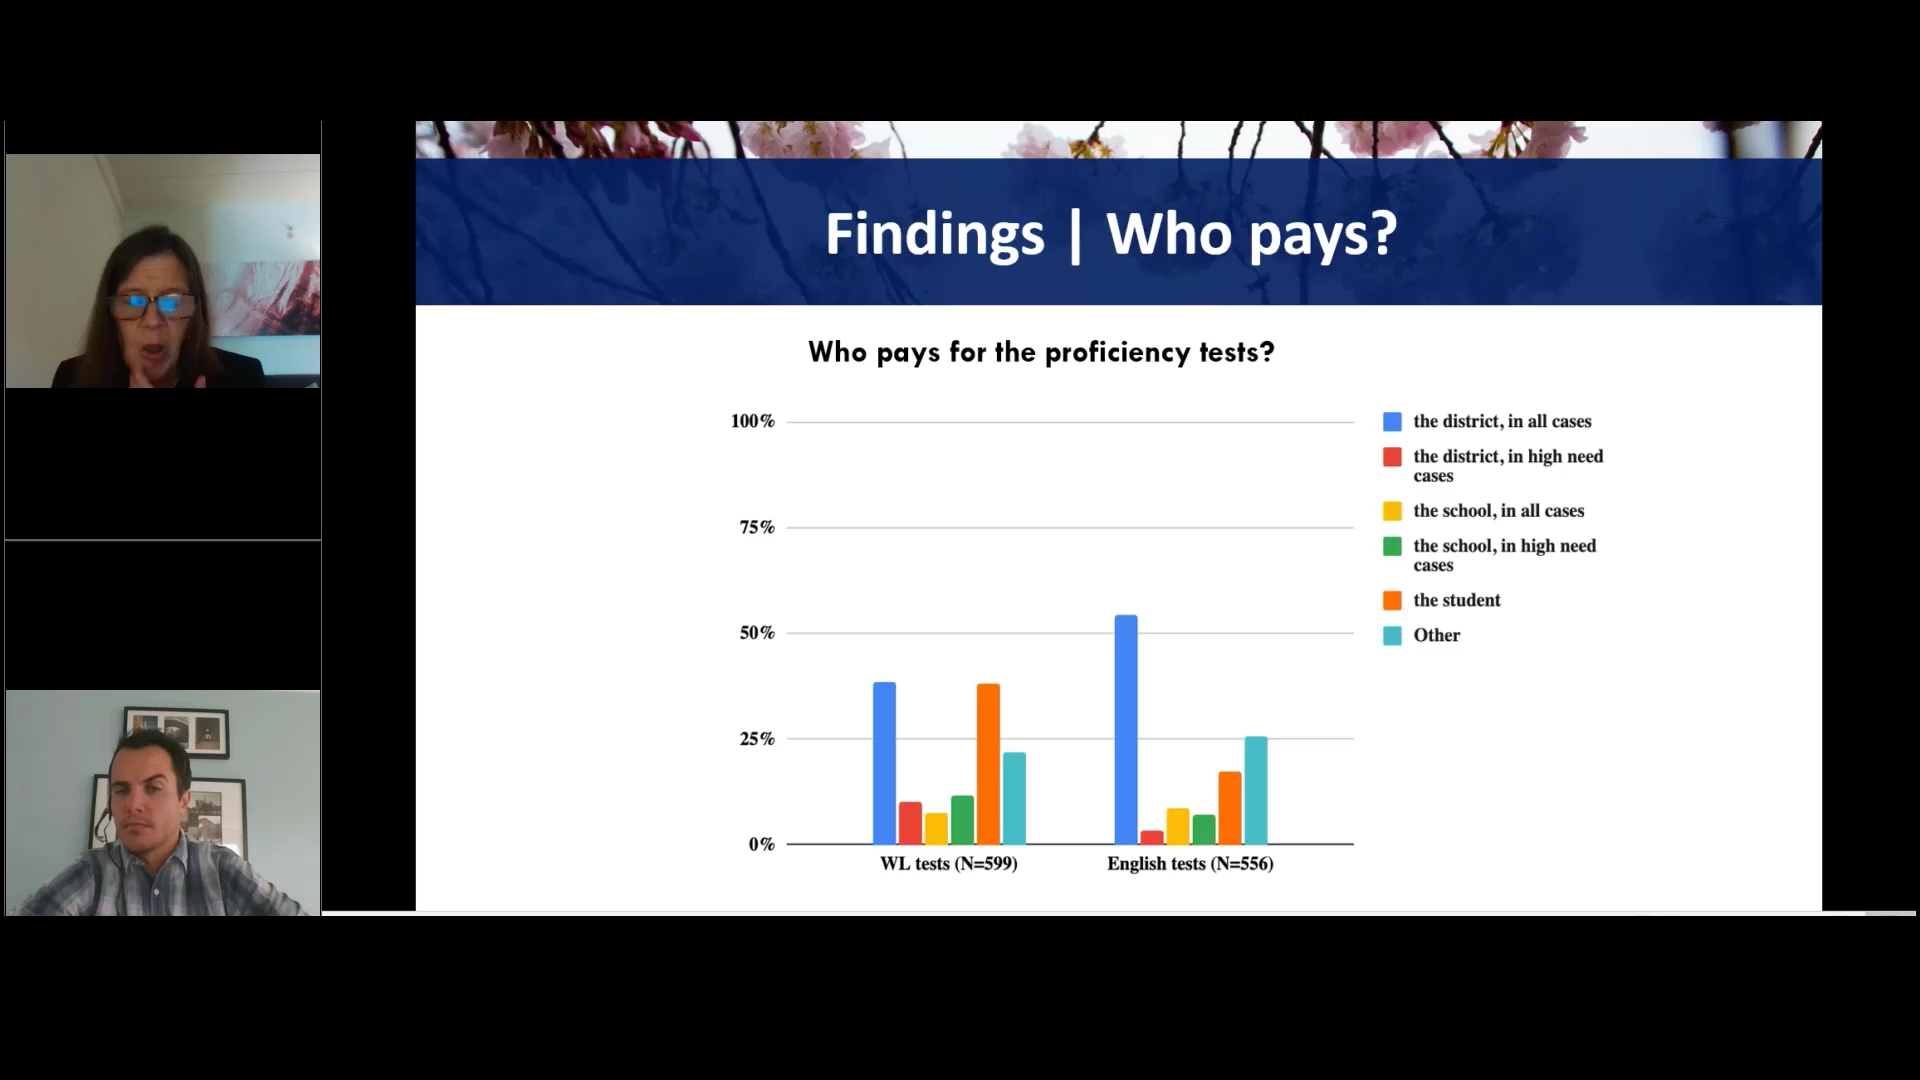 Findings | Who pays?
Who pays for the proficiency tests?
100%
75%
50%
25%
0%
WL tests (N=599)
English tests (N=556)
the district, in all cases
the district, in high need
cases
the school, in all cases
the school, in high need
cases
the student
Other